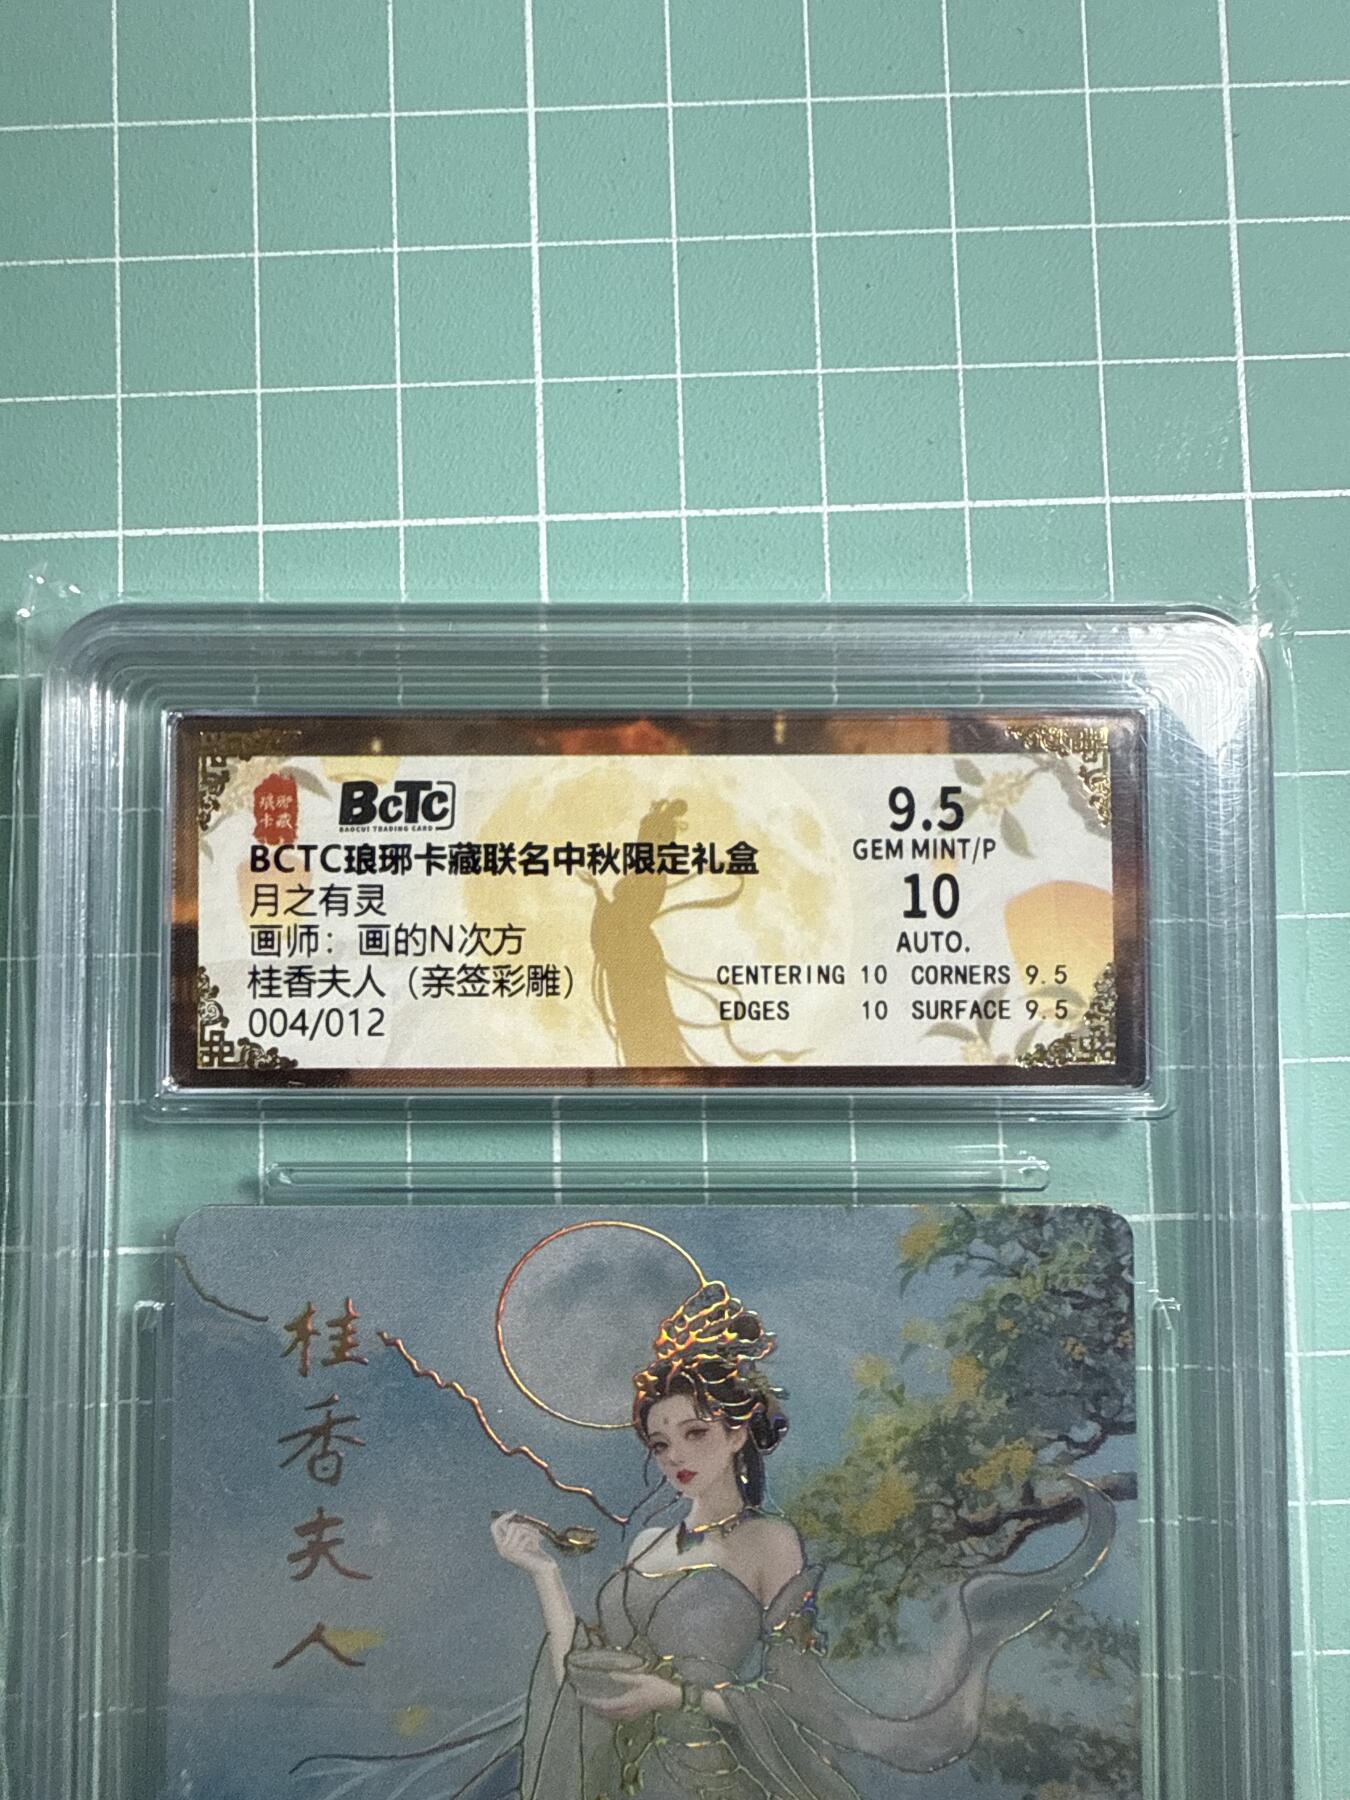 琅琊
卡藏
BCTC
BAOCUI TRADING CARD
BCTC琅琊卡藏联名中秋限定礼盒
月之有灵
画师：画的N次方
桂香夫人（亲签彩雕）
004/012
9.5
GEM MINT/P
10
AUTO.
CENTERING 10 CORNERS 9.5
EDGES 10 SURFACE 9.5
桂香夫人